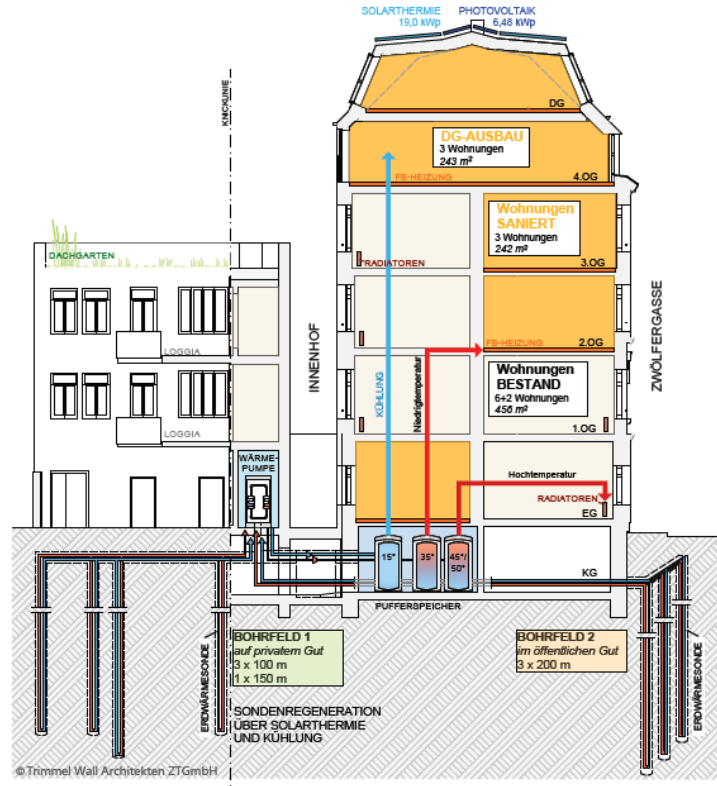 SOLARTHERMIE
19,0 kWp
PHOTOVOLTAIK
6,48 kWp
KNICKLINIE
DG
DG-AUSBAU
3 Wohnungen
243 m²
FB-HEIZUNG
4.OG
Wohnungen
SANIERT
3 Wohnungen
242 m²
DACHGARTEN
RADIATOREN
3.OG
ZWÖLFERGASSE
INNENHOF
LOGGIA
FB-HEIZUNG
2.OG
KÜHLUNG
Niedrigtemperatur
Wohnungen
BESTAND
6+2 Wohnungen
456 m²
LOGGIA
1.OG
WÄRME-
PUMPE
Hochtemperatur
RADIATOREN
EG
15°
35°
45°/
50°
KG
PUFFERSPEICHER
ERDWÄRMESONDE
BOHRFELD 1
auf privatem Gut
3 x 100 m
1 x 150 m
BOHRFELD 2
im öffentlichen Gut
3 x 200 m
ERDWÄRMESONDE
SONDENREGENERATION
ÜBER SOLARTHERMIE
UND KÜHLUNG
© Trimmel Wall Architekten ZTGmbH